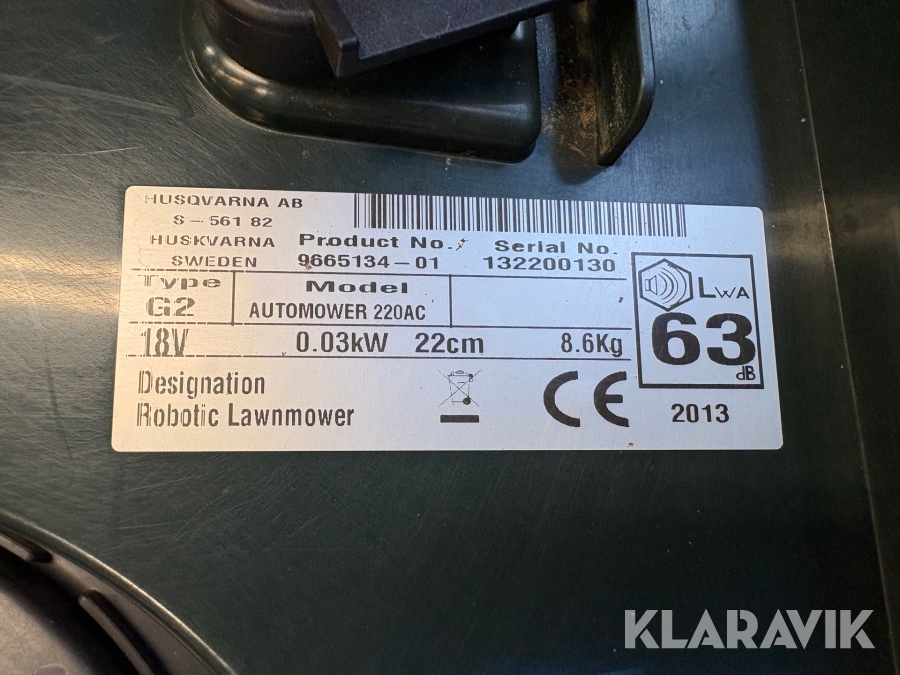 HUSQVARNA AB
S-561 82
HUSKVARNA Product No. Serial No.
SWEDEN 9665134-01 132200130
Type Model
G2 AUTOMOWER 220AC
LWA
63
dB
18V 0.03kW 22cm 8.6Kg
Designation
Robotic Lawnmower
CE
2013
KLARAVIK